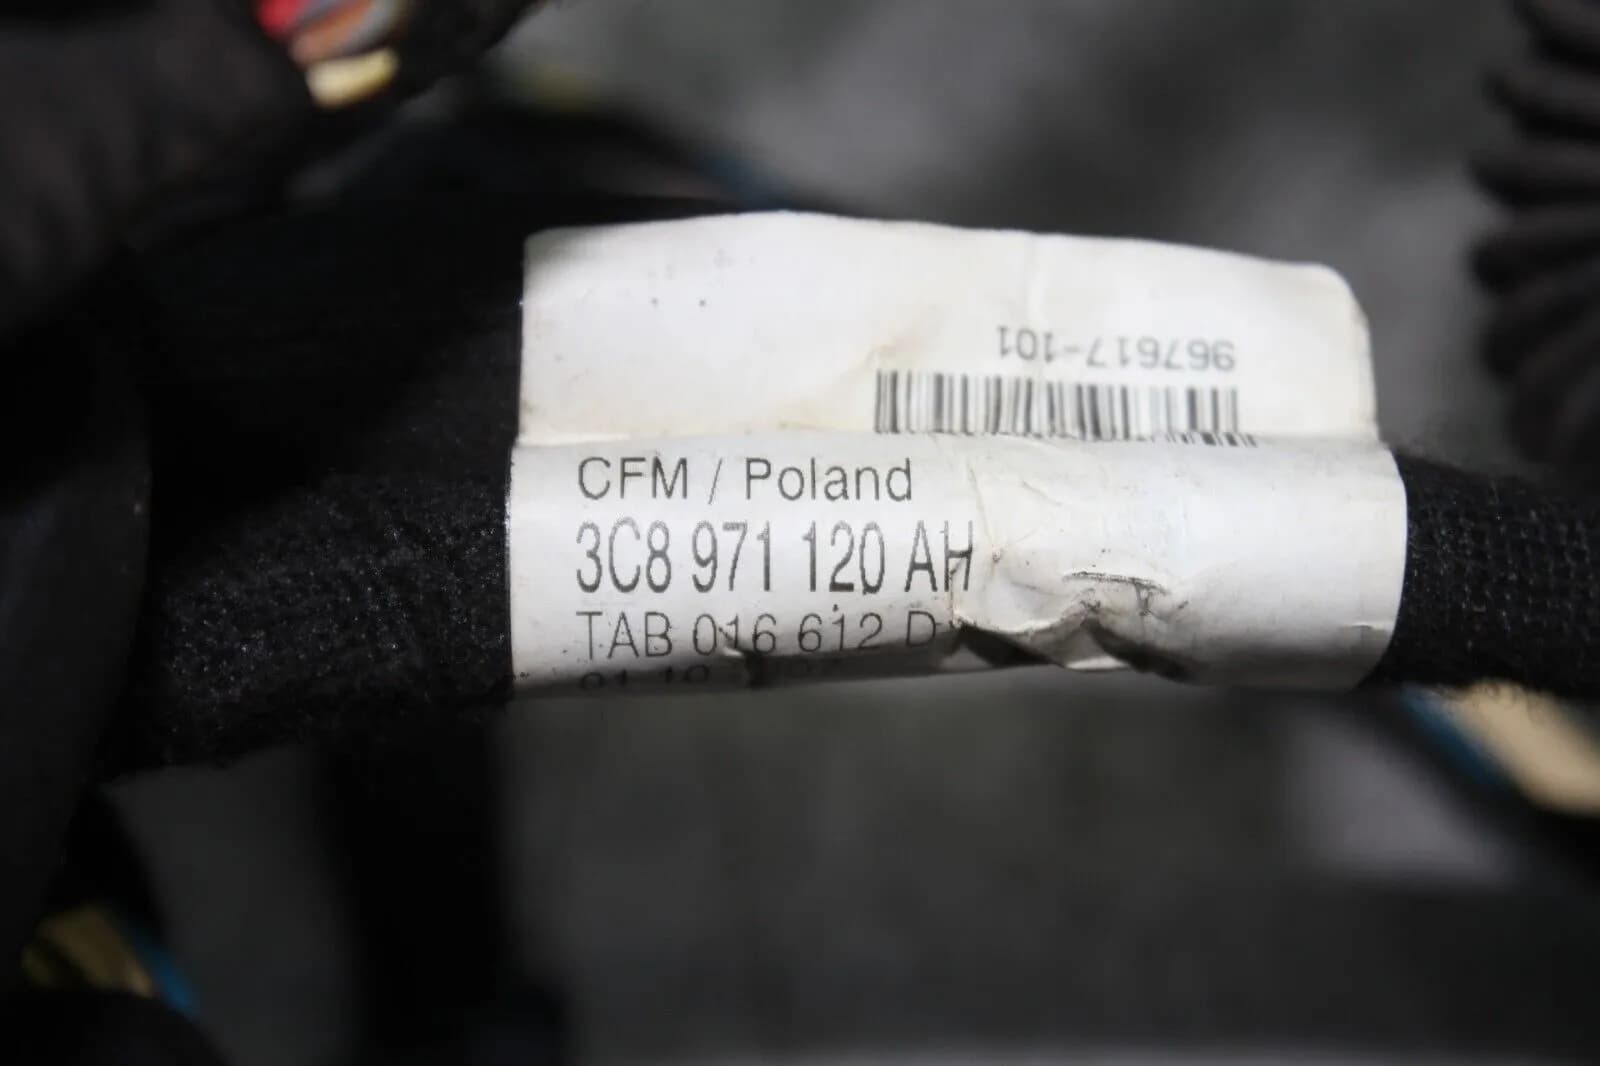 967617-101
CFM / Poland
3C8 971 120 AH
TAB 016 612 D